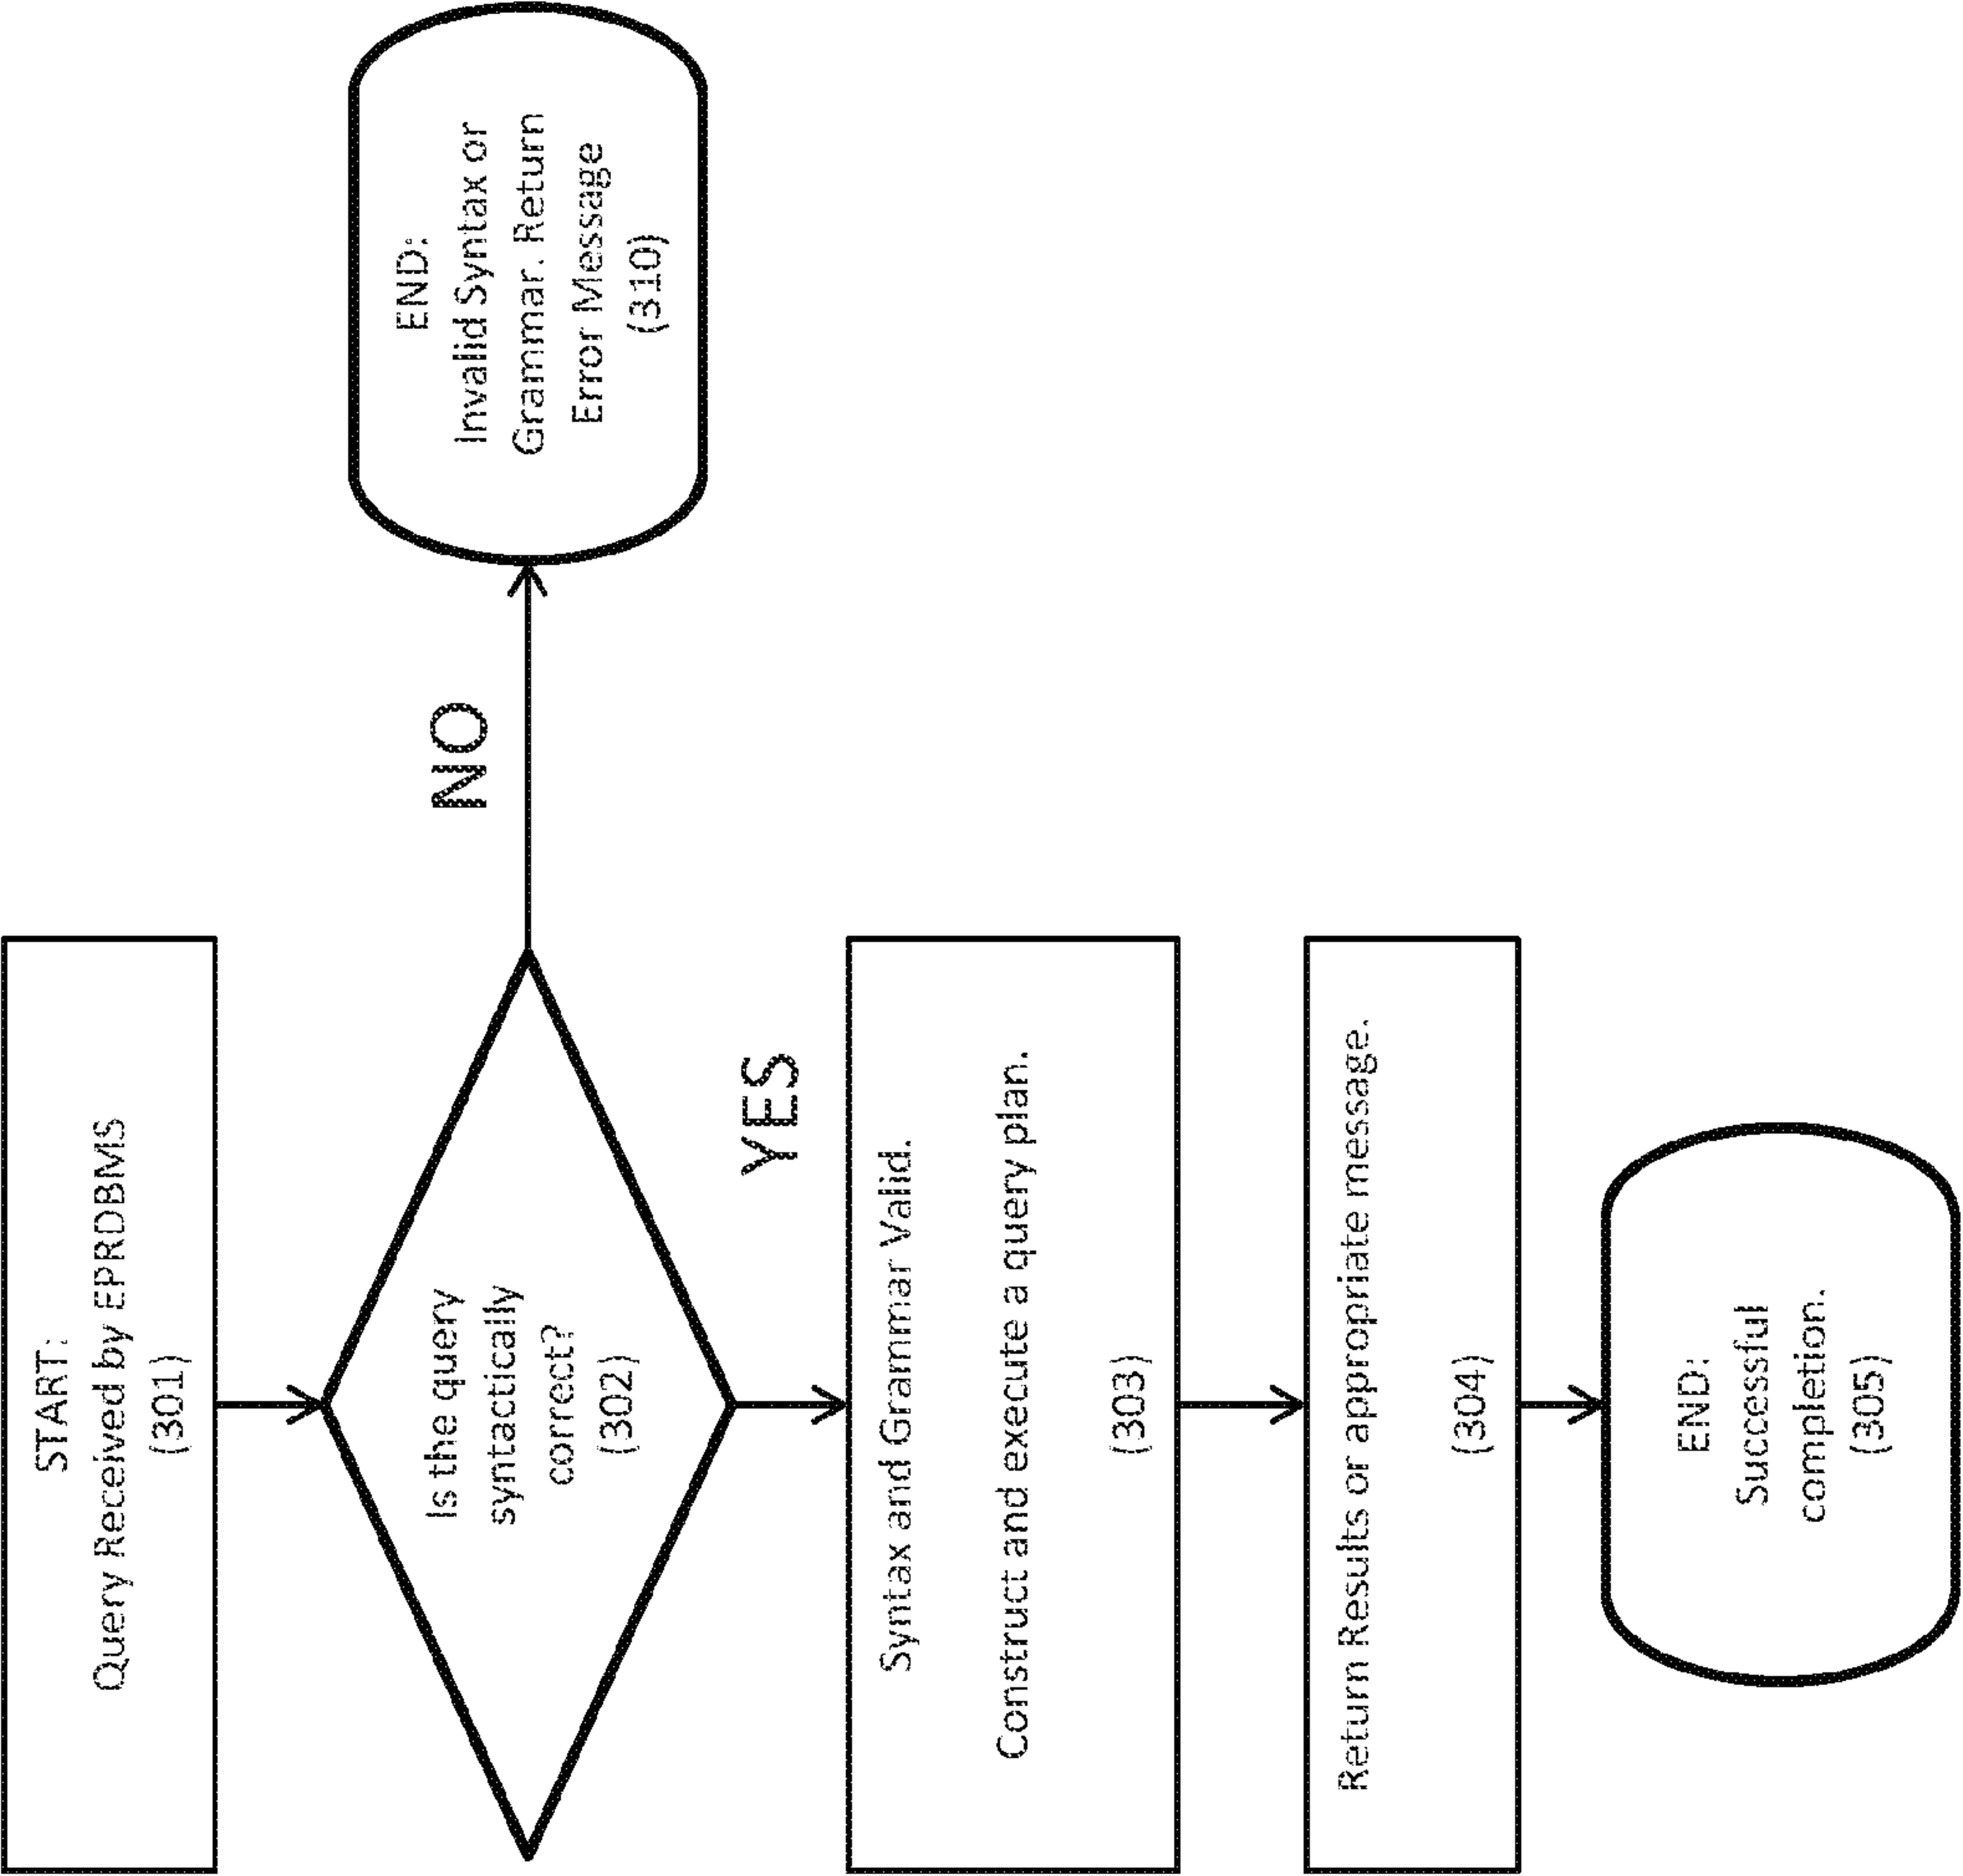 START:
Query Received by EPRDBMS
(301)
Is the query
syntactically
correct?
(302)
NO
END:
Invalid Syntax or
Grammar. Return
Error Message
(310)
YES
Syntax and Grammar Valid.
Construct and execute a query plan.
(303)
Return Results or appropriate message.
(304)
END:
Successful
completion.
(305)